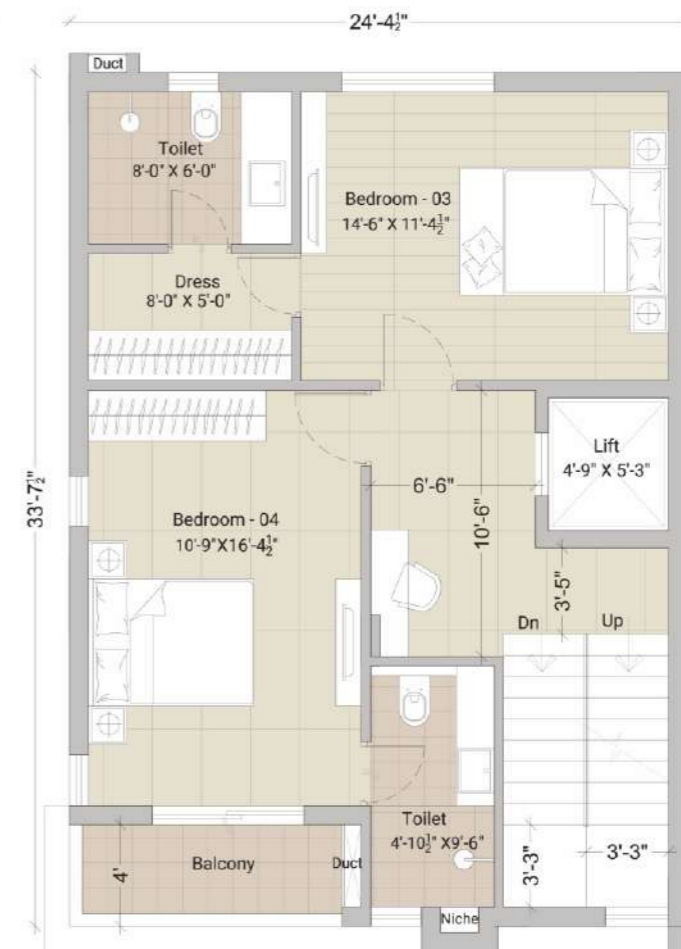 24'-4½"
Duct
Toilet
8'-0" X 6'-0"
Bedroom - 03
14'-6" X 11'-4½"
Dress
8'-0" X 5'-0"
Lift
4'-9" X 5'-3"
33'-7½"
6'-6"
10'-6"
Bedroom - 04
10'-9"X16'-4½"
3'-5"
Dn
Up
Toilet
4'-10½" X9'-6"
Balcony
Duct
4'
3'-3"
3'-3"
Niche